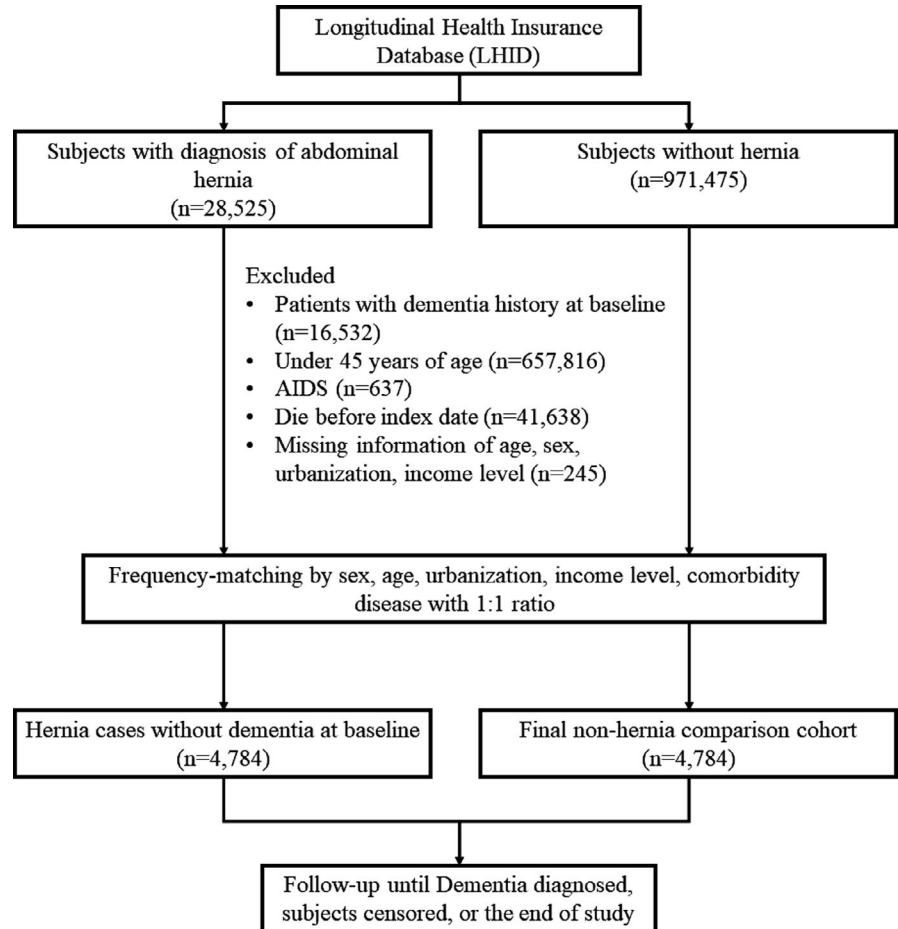 Longitudinal Health Insurance
Database (LHID)
Subjects with diagnosis of abdominal
hernia
(n=28,525)
Subjects without hernia
(n=971,475)
Excluded
• Patients with dementia history at baseline
(n=16,532)
• Under 45 years of age (n=657,816)
• AIDS (n=637)
• Die before index date (n=41,638)
• Missing information of age, sex,
urbanization, income level (n=245)
Frequency-matching by sex, age, urbanization, income level, comorbidity
disease with 1:1 ratio
Hernia cases without dementia at baseline
(n=4,784)
Final non-hernia comparison cohort
(n=4,784)
Follow-up until Dementia diagnosed,
subjects censored, or the end of study